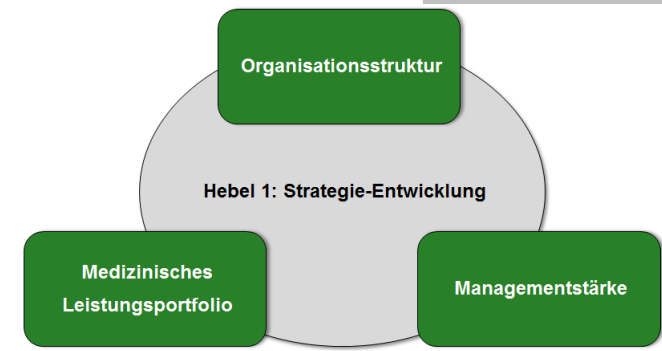 Organisationsstruktur
Hebel 1: Strategie-Entwicklung
Medizinisches
Leistungsportfolio
Managementstärke